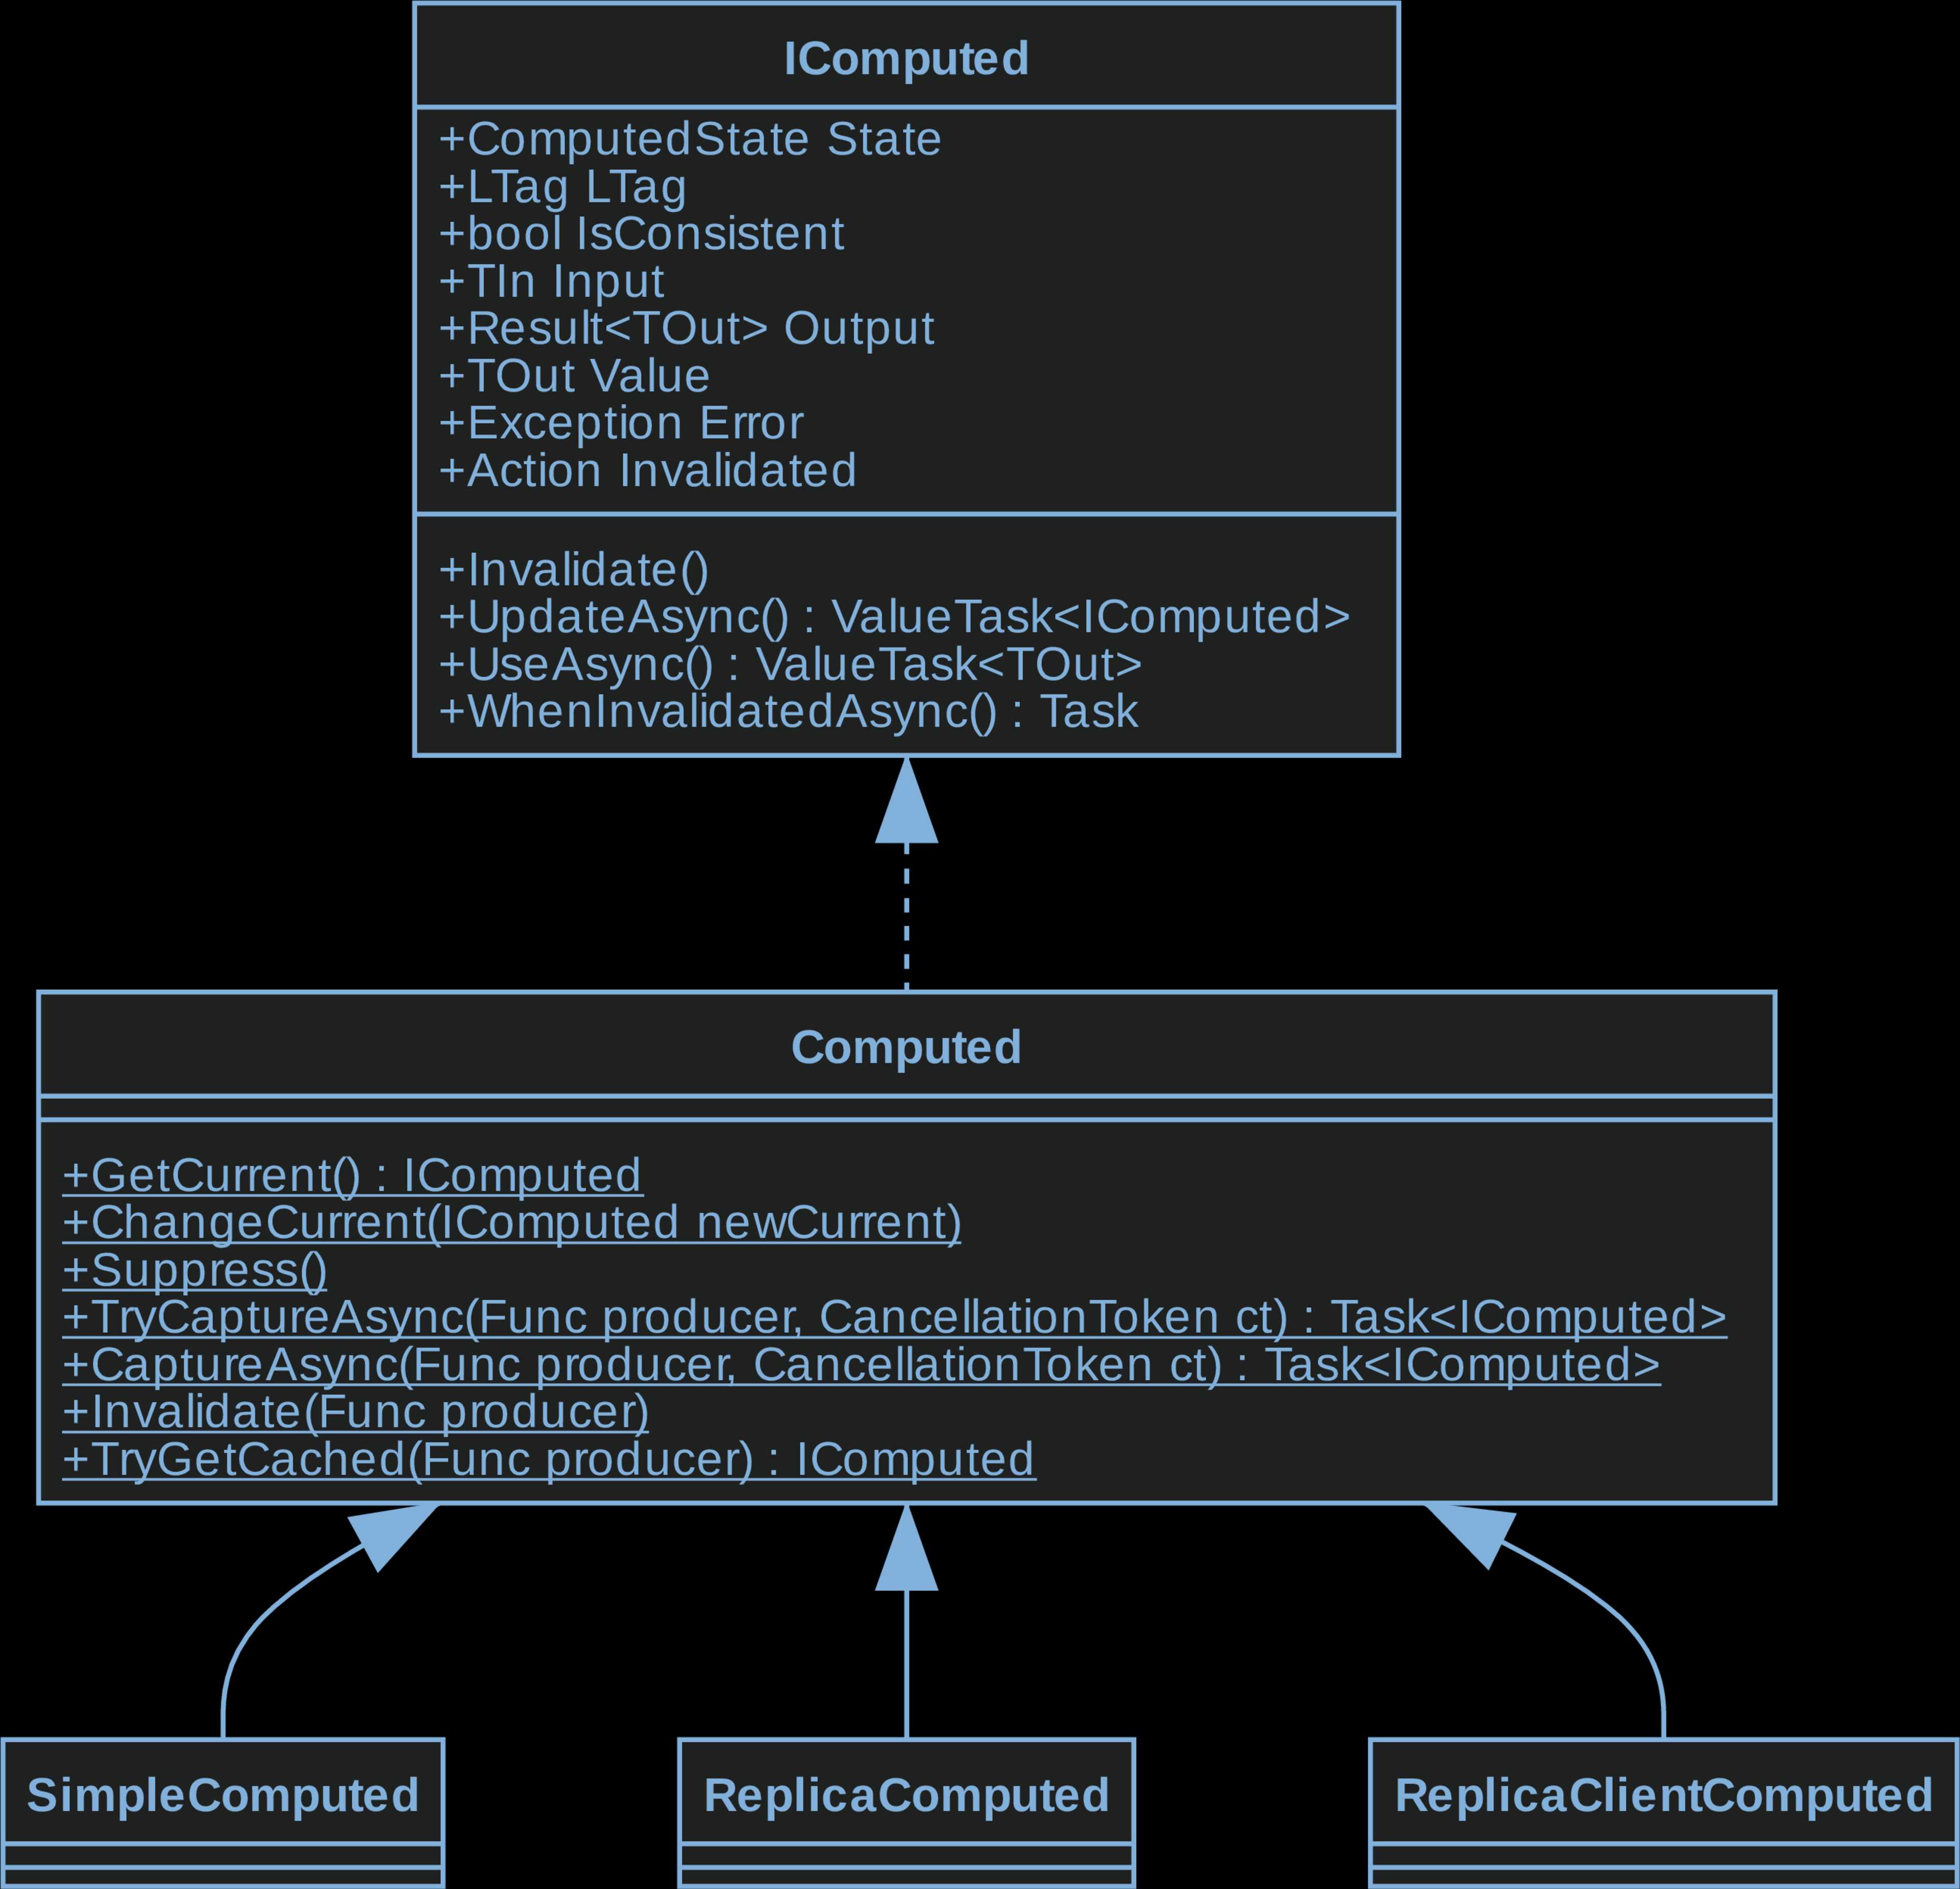 IComputed
+ComputedState State
+LTag LTag
+bool IsConsistent
+TIn Input
+Result<TOut> Output
+TOut Value
+Exception Error
+Action Invalidated
+Invalidate()
+UpdateAsync() : ValueTask<IComputed>
+UseAsync() : ValueTask<TOut>
+WhenInvalidatedAsync() : Task
Computed
+GetCurrent() : IComputed
+ChangeCurrent(IComputed newCurrent)
+Suppress()
+TryCaptureAsync(Func producer, CancellationToken ct) : Task<IComputed>
+CaptureAsync(Func producer, CancellationToken ct) : Task<IComputed>
+Invalidate(Func producer)
+TryGetCached(Func producer) : IComputed
SimpleComputed
ReplicaComputed
ReplicaClientComputed